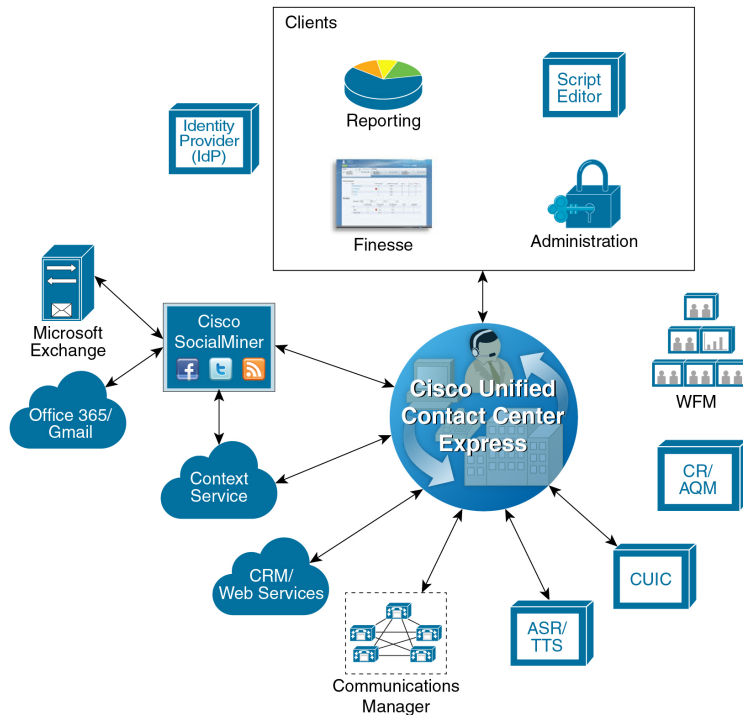 Clients
Reporting
Script
Editor
Identity
Provider
(IdP)
Finesse
Administration
Microsoft
Exchange
Cisco
SocialMiner
Office 365/
Gmail
Context
Service
Cisco Unified
Contact Center
Express
WFM
CR/
AQM
CRM/
Web Services
CUIC
ASR/
TTS
Communications
Manager